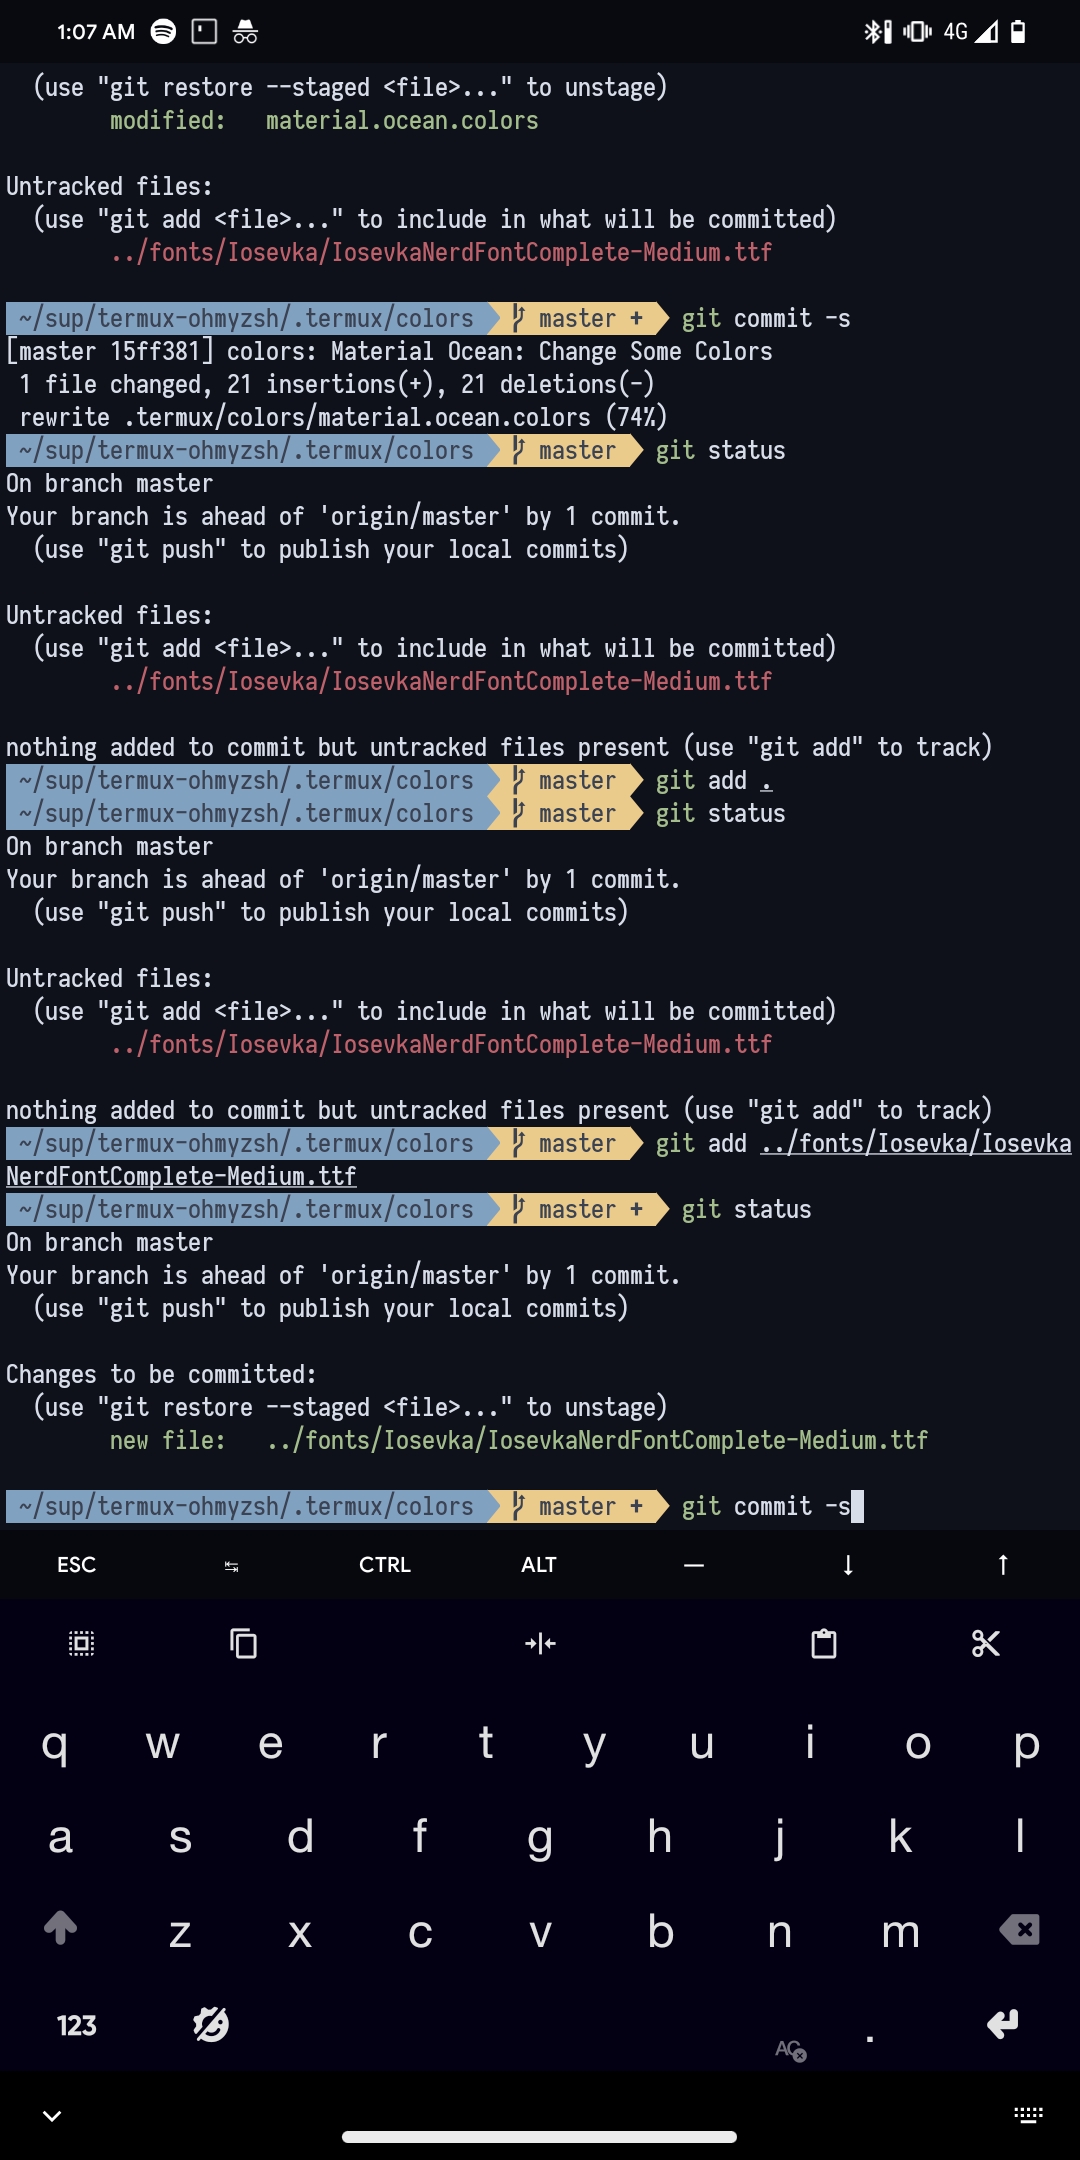 1:07 AM 4G
(use "git restore --staged <file>..." to unstage)
modified: material.ocean.colors
Untracked files:
(use "git add <file>..." to include in what will be committed)
../fonts/Iosevka/IosevkaNerdFontComplete-Medium.ttf
~/sup/termux-ohmyzsh/.termux/colors master + git commit -s
[master 15ff381] colors: Material Ocean: Change Some Colors
1 file changed, 21 insertions(+), 21 deletions(-)
rewrite .termux/colors/material.ocean.colors (74%)
~/sup/termux-ohmyzsh/.termux/colors master git status
On branch master
Your branch is ahead of 'origin/master' by 1 commit.
(use "git push" to publish your local commits)
Untracked files:
(use "git add <file>..." to include in what will be committed)
../fonts/Iosevka/IosevkaNerdFontComplete-Medium.ttf
nothing added to commit but untracked files present (use "git add" to track)
~/sup/termux-ohmyzsh/.termux/colors master git add .
~/sup/termux-ohmyzsh/.termux/colors master git status
On branch master
Your branch is ahead of 'origin/master' by 1 commit.
(use "git push" to publish your local commits)
Untracked files:
(use "git add <file>..." to include in what will be committed)
../fonts/Iosevka/IosevkaNerdFontComplete-Medium.ttf
nothing added to commit but untracked files present (use "git add" to track)
~/sup/termux-ohmyzsh/.termux/colors master git add ../fonts/Iosevka/Iosevka
NerdFontComplete-Medium.ttf
~/sup/termux-ohmyzsh/.termux/colors master + git status
On branch master
Your branch is ahead of 'origin/master' by 1 commit.
(use "git push" to publish your local commits)
Changes to be committed:
(use "git restore --staged <file>..." to unstage)
new file: ../fonts/Iosevka/IosevkaNerdFontComplete-Medium.ttf
~/sup/termux-ohmyzsh/.termux/colors master + git commit -s
ESC ↹ CTRL ALT — ↓ ↑
q w e r t y u i o p
a s d f g h j k l
z x c v b n m
123 AC .